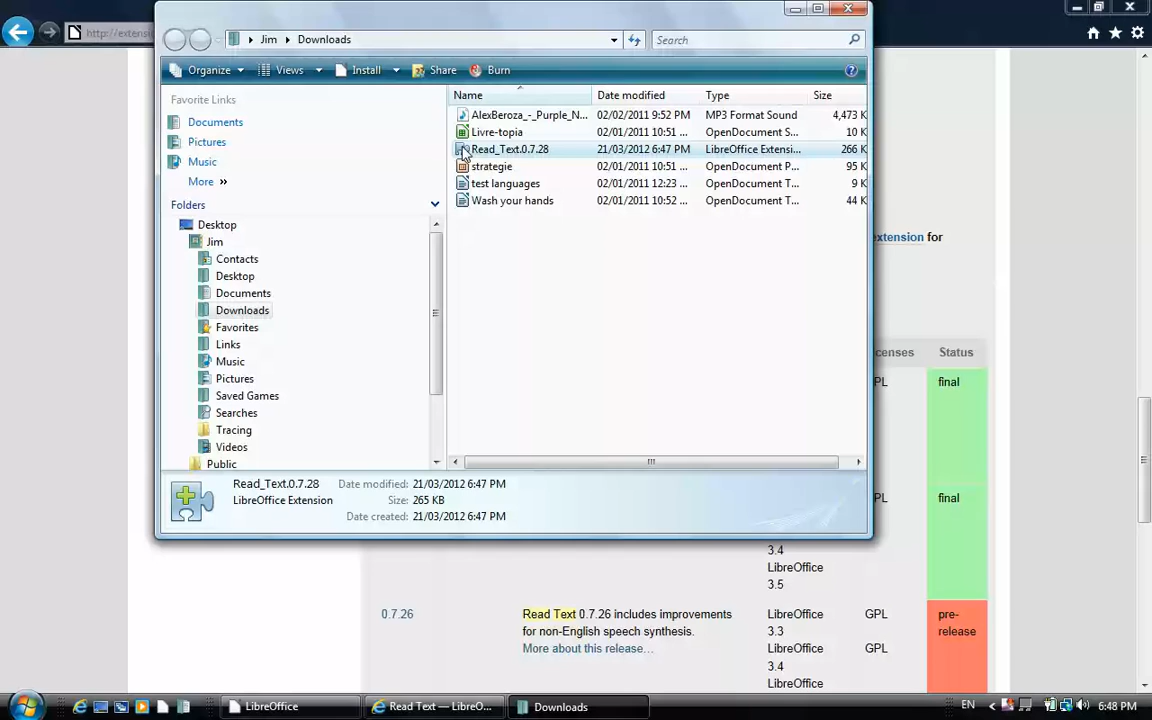 http://extensi
Jim
Downloads
Search
Organize
Views
Install
Share
Burn
Favorite Links
Documents
Pictures
Music
More »
Folders
Desktop
Jim
Contacts
Desktop
Documents
Downloads
Favorites
Links
Music
Pictures
Saved Games
Searches
Tracing
Videos
Public
Name Date modified Type Size
AlexBeroza_-_Purple_N... 02/02/2011 9:52 PM MP3 Format Sound 4,473 K
Livre-topia 02/01/2011 10:51 ... OpenDocument S... 10 K
Read_Text.0.7.28 21/03/2012 6:47 PM LibreOffice Extensi... 266 K
strategie 02/01/2011 10:51 ... OpenDocument P... 95 K
test languages 02/01/2011 12:23 ... OpenDocument T... 9 K
Wash your hands 02/01/2011 10:52 ... OpenDocument T... 44 K
Read_Text.0.7.28 Date modified: 21/03/2012 6:47 PM
LibreOffice Extension Size: 265 KB
Date created: 21/03/2012 6:47 PM
extension for
censes Status
PL final
PL final
3.4
LibreOffice
3.5
0.7.26 Read Text 0.7.26 includes improvements LibreOffice GPL pre-
for non-English speech synthesis. 3.3 release
More about this release… LibreOffice GPL
3.4
LibreOffice
LibreOffice
Read Text — LibreO...
Downloads
EN
6:48 PM